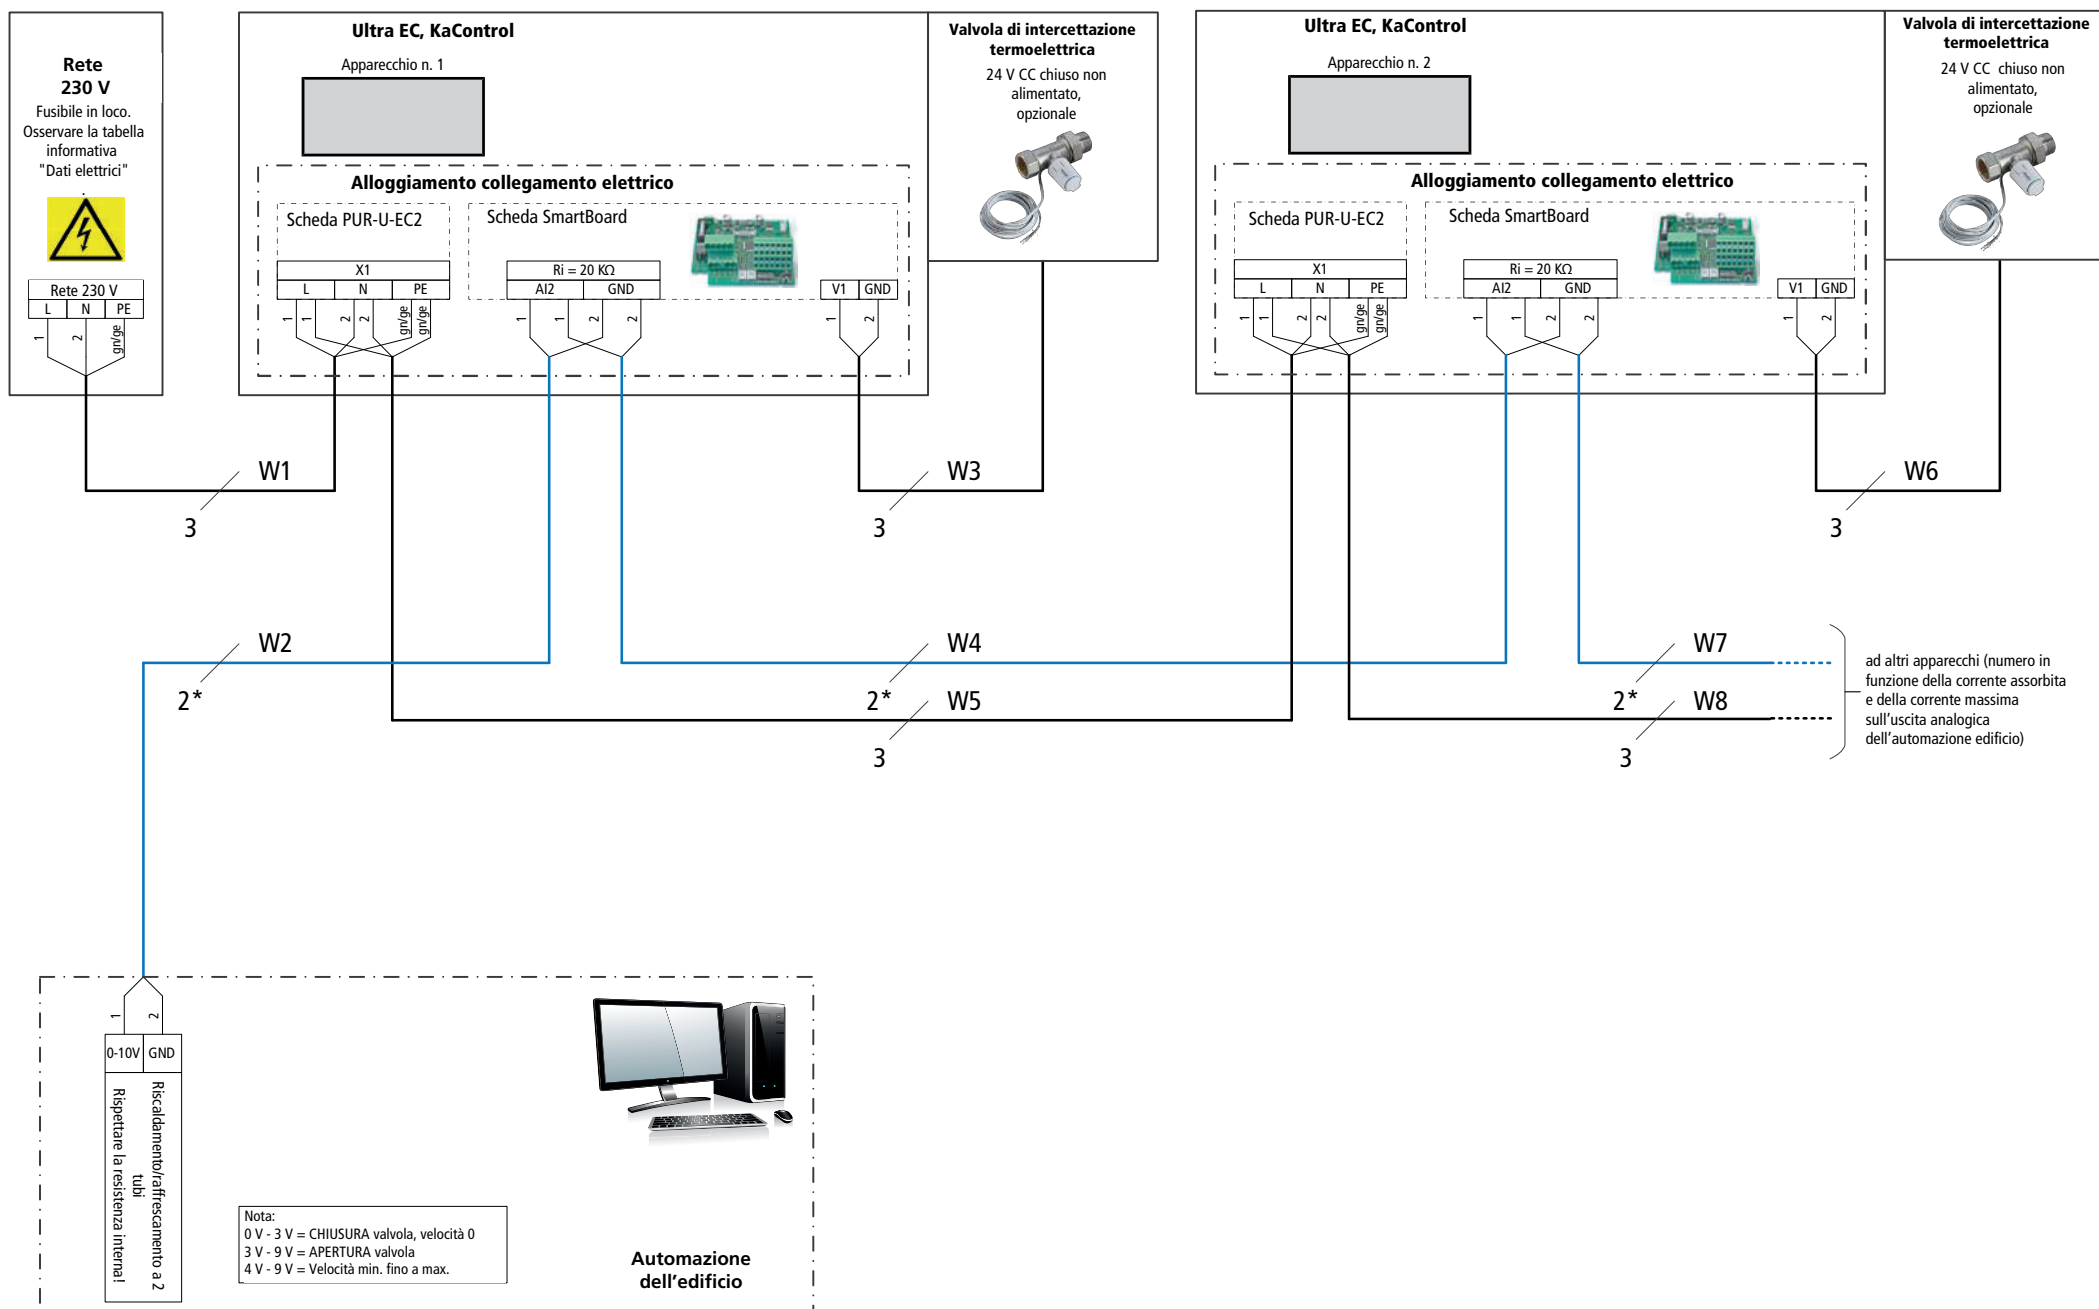 Rete
230 V
Fusibile in loco.
Osservare la tabella
informativa
"Dati elettrici"
.
Rete 230 V
L N PE
1 2 gn/ge
Ultra EC, KaControl
Apparecchio n. 1
Alloggiamento collegamento elettrico
Scheda PUR-U-EC2
X1
L N PE
1 1 2 2 gn/ge gn/ge
Scheda SmartBoard
Ri = 20 KΩ
AI2 GND
1 1 2 2
V1 GND
1 2
Valvola di intercettazione
termoelettrica
24 V CC chiuso non
alimentato,
opzionale
Ultra EC, KaControl
Apparecchio n. 2
Alloggiamento collegamento elettrico
Scheda PUR-U-EC2
X1
L N PE
1 1 2 2 gn/ge gn/ge
Scheda SmartBoard
Ri = 20 KΩ
AI2 GND
1 1 2 2
V1 GND
1 2
Valvola di intercettazione
termoelettrica
24 V CC chiuso non
alimentato,
opzionale
W1
3
W3
3
W6
3
W2
2*
W4
2*
W5
3
W7
2*
W8
3
ad altri apparecchi (numero in
funzione della corrente assorbita
e della corrente massima
sull'uscita analogica
dell'automazione edificio)
1 2
0-10V GND
Riscaldamento/raffrescamento a 2
tubi
Rispettare la resistenza interna!
Nota:
0 V - 3 V = CHIUSURA valvola, velocità 0
3 V - 9 V = APERTURA valvola
4 V - 9 V = Velocità min. fino a max.
Automazione
dell'edificio